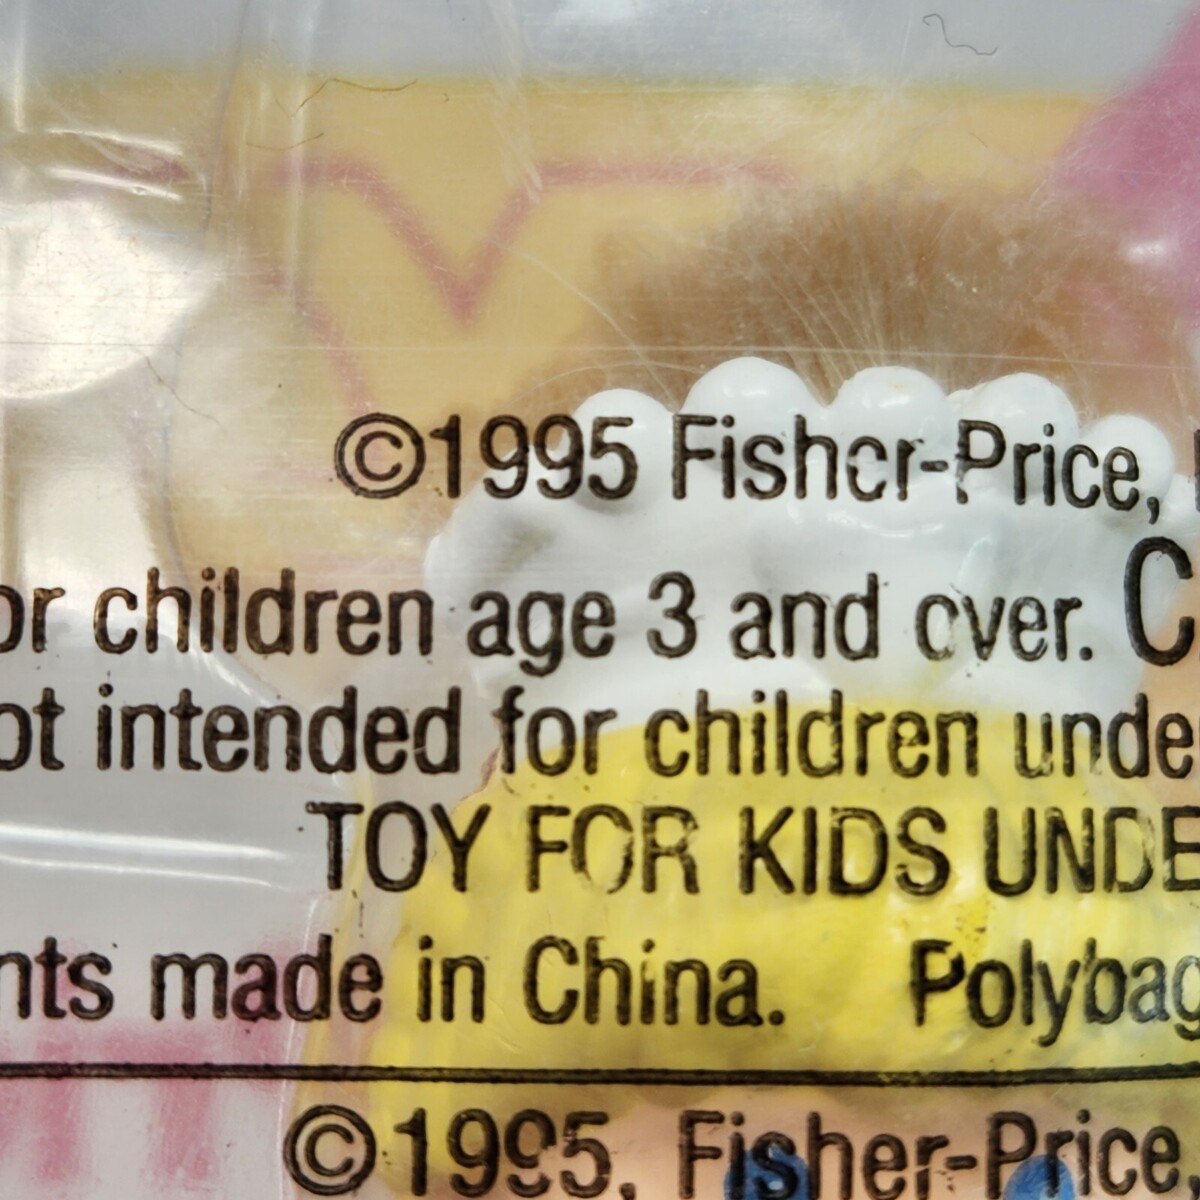 ©1995 Fisher-Price,
or children age 3 and over. C
ot intended for children unde
TOY FOR KIDS UNDE
nts made in China. Polybag
©1995, Fisher-Price,